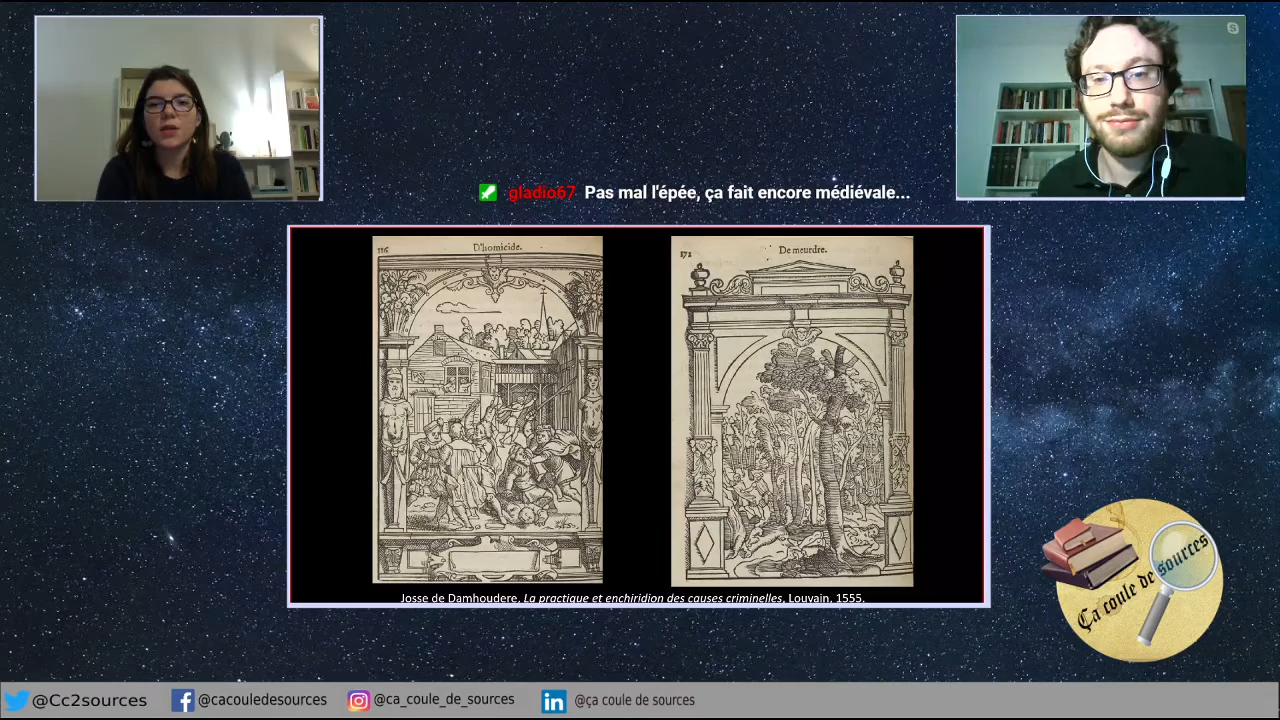 gladio67 Pas mal l'épée, ça fait encore médiévale...
116 D'homicide.
172 De meurdre.
Josse de Damhoudere, La practique et enchiridion des causes criminelles, Louvain, 1555.
Ça coule de sources
@Cc2sources @cacouledesources @ca_coule_de_sources @ça coule de sources